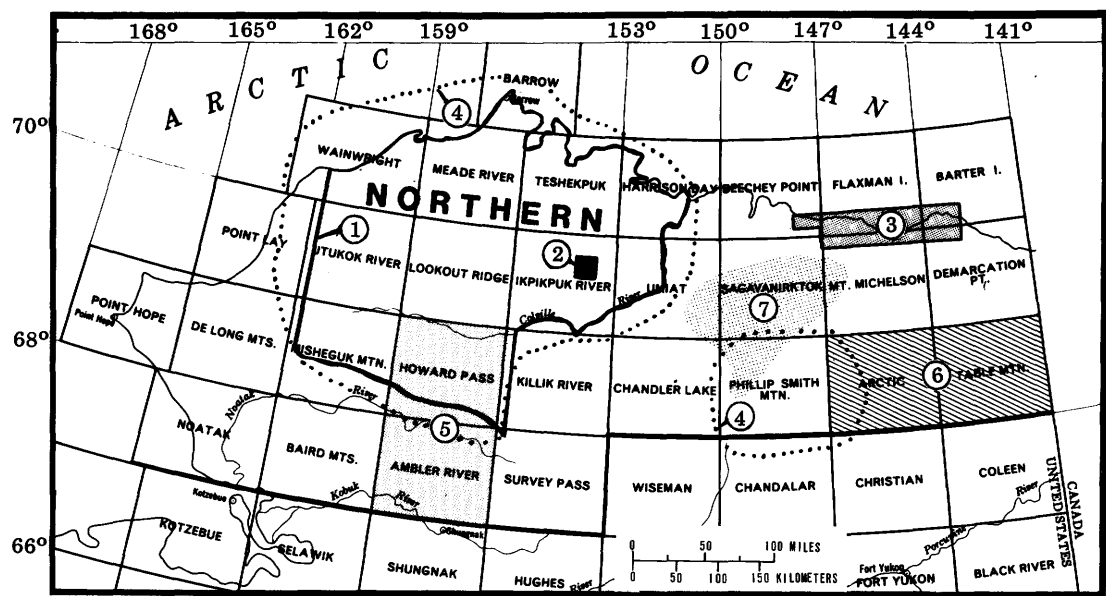 168° 165° 162° 159° 153° 150° 147° 144° 141°
ARCTIC OCEAN
BARROW
Barrow
4
70°
WAINWRIGHT
MEADE RIVER
TESHEKPUK
HARRISON BAY
BEECHEY POINT
FLAXMAN I.
BARTER I.
NORTHERN
3
POINT LAY
1
UTUKOK RIVER
LOOKOUT RIDGE
2
IKPIKPUK RIVER
UMIAT
SAGAVANIRKTOK
MT. MICHELSON
DEMARCATION PT.
River
Colville
7
POINT HOPE
Point Hope
68°
DE LONG MTS.
MISHEGUK MTN.
HOWARD PASS
KILLIK RIVER
CHANDLER LAKE
PHILLIP SMITH MTN.
ARCTIC
6
TABLE MTN.
4
Noatak
River
5
NOATAK
BAIRD MTS.
AMBLER RIVER
SURVEY PASS
WISEMAN
CHANDALAR
CHRISTIAN
COLEEN
CANADA
UNITED STATES
Kotzebue
Kobuk
River
Shungnak
Porcupine
River
66°
KOTZEBUE
SELAWIK
SHUNGNAK
HUGHES
River
0 50 100 MILES
0 50 100 150 KILOMETERS
Fort Yukon
FORT YUKON
BLACK RIVER